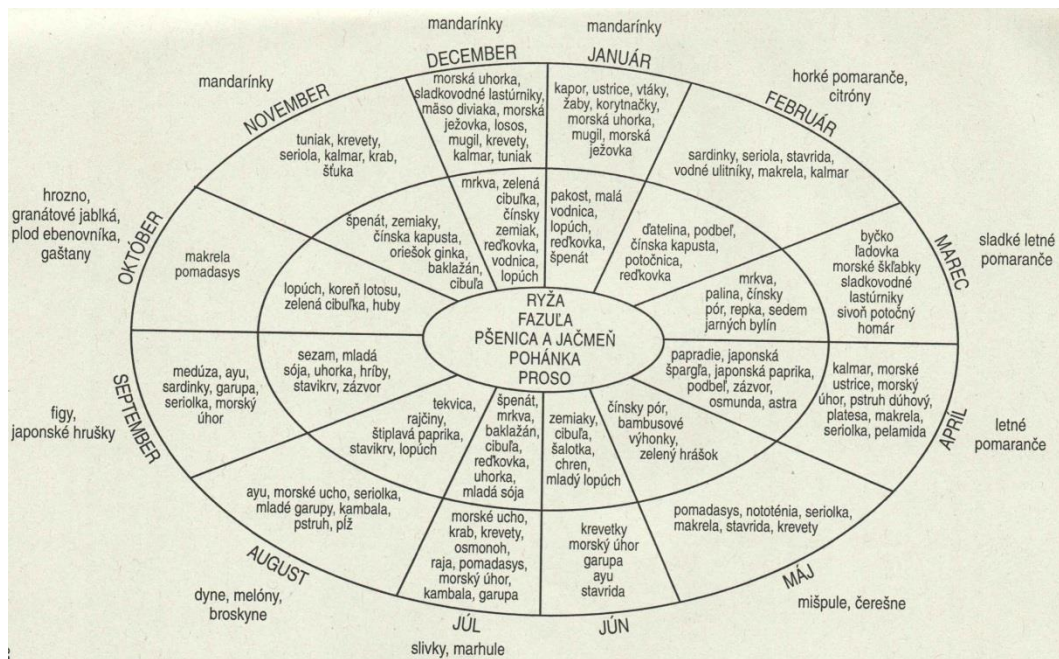 mandarínky
DECEMBER
morská uhorka,
sladkovodné lastúrniky,
mäso diviaka, morská
ježovka, losos,
mugil, krevety,
kalmar, tuniak
mrkva, zelená
cibuľka,
čínsky
zemiak,
reďkovka,
vodnica,
lopúch
mandarínky
JANUÁR
kapor, ustrice, vtáky,
žaby, korytnačky,
morská uhorka,
mugil, morská
ježovka
pakost, malá
vodnica,
lopúch,
reďkovka,
špenát
horké pomaranče,
citróny
FEBRUÁR
sardinky, seriola, stavrida,
vodné ulitníky, makrela, kalmar
ďatelina, podbeľ,
čínska kapusta,
potočnica,
reďkovka
sladké letné
pomaranče
MAREC
byčko
ľadovka
morské škľabky
sladkovodné
lastúrniky
sivoň potočný
homár
mrkva,
palina, čínsky
pór, repka, sedem
jarných bylín
letné
pomaranče
APRÍL
kalmar, morské
ustrice, morský
úhor, pstruh dúhový,
platesa, makrela,
seriolka, pelamida
papradie, japonská
špargľa, japonská paprika,
podbeľ, zázvor,
osmunda, astra
mišpule, čerešne
MÁJ
pomadasys, nototénia, seriolka,
makrela, stavrida, krevety
čínsky pór,
bambusové
výhonky,
zelený hrášok
JÚN
krevetky
morský úhor
garupa
ayu
stavrida
zemiaky,
cibuľa,
šalotka,
chren,
mladý lopúch
slivky, marhule
JÚL
morské ucho,
krab, krevety,
osmonoh,
raja, pomadasys,
morský úhor,
kambala, garupa
špenát,
mrkva,
baklažán,
cibuľa,
reďkovka,
uhorka,
mladá sója
dyne, melóny,
broskyne
AUGUST
ayu, morské ucho, seriolka,
mladé garupy, kambala,
pstruh, pĺž
tekvica,
rajčiny,
štiplavá paprika,
stavikrv, lopúch
figy,
japonské hrušky
SEPTEMBER
medúza, ayu,
sardinky, garupa,
seriolka, morský
úhor
sezam, mladá
sója, uhorka, hríby,
stavikrv, zázvor
hrozno,
granátové jablká,
plod ebenovníka,
gaštany
OKTÓBER
makrela
pomadasys
lopúch, koreň lotosu,
zelená cibuľka, huby
mandarínky
NOVEMBER
tuniak, krevety,
seriola, kalmar, krab,
šťuka
špenát, zemiaky,
čínska kapusta,
oriešok ginka,
baklažán,
cibuľa
RYŽA
FAZUĽA
PŠENICA A JAČMEŇ
POHÁNKA
PROSO